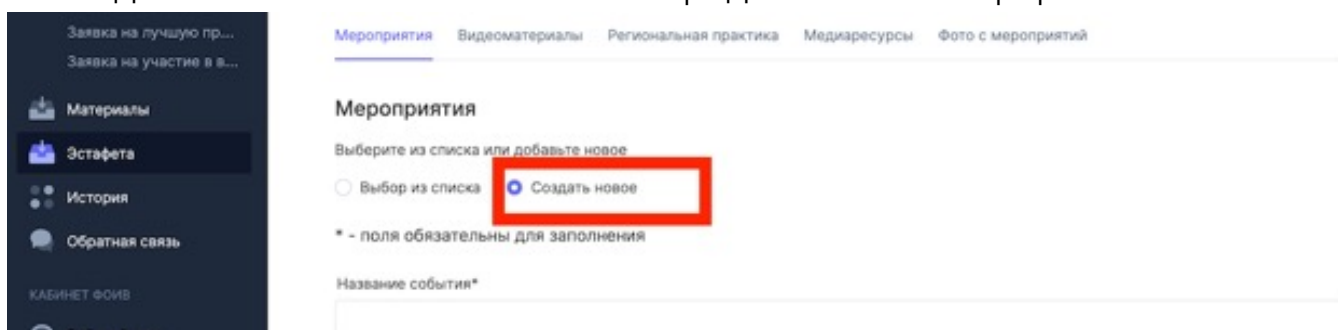 Заявка на лучшую пр...
Заявка на участие в в...
Материалы
Эстафета
История
Обратная связь
КАБИНЕТ ФОИВ
Мероприятия Видеоматериалы Региональная практика Медиаресурсы Фото с мероприятий
Мероприятия
Выберите из списка или добавьте новое
Выбор из списка Создать новое
* - поля обязательны для заполнения
Название события*